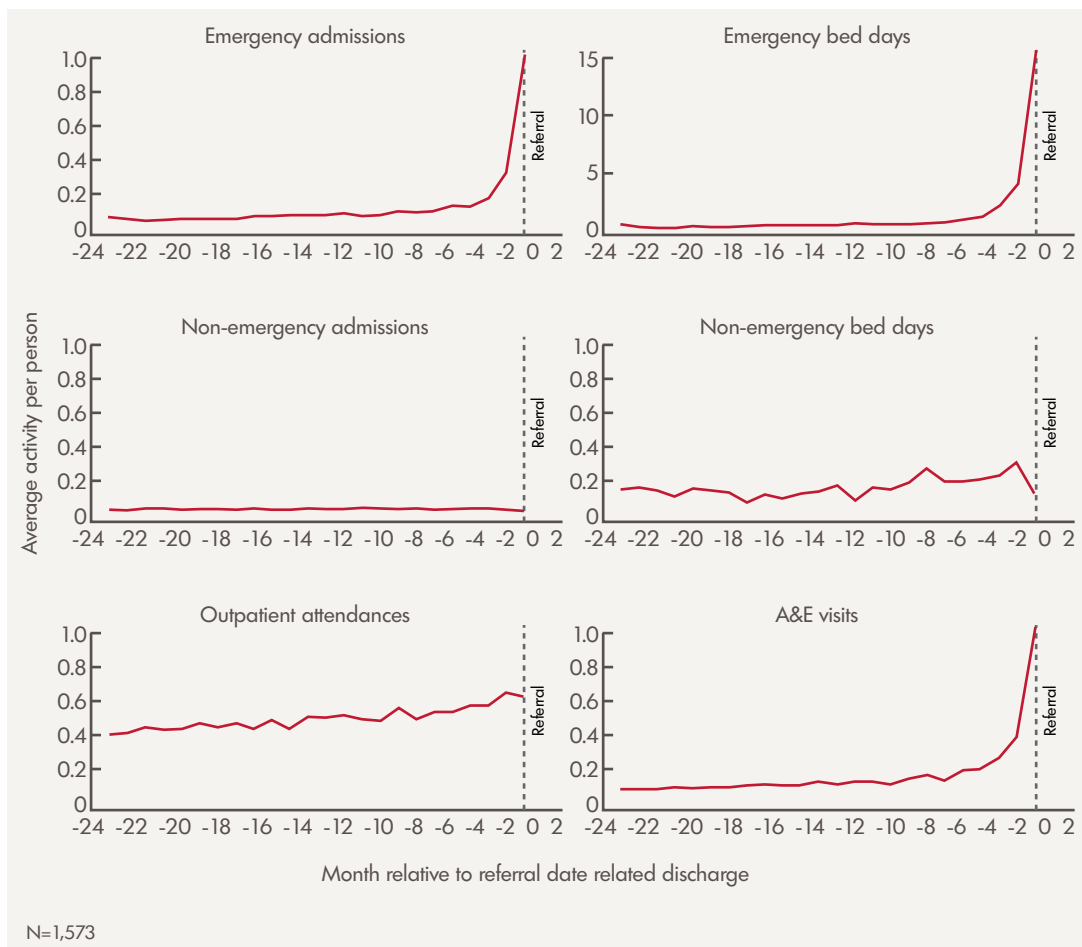 Emergency admissions
1.0
0.8
0.6
0.4
0.2
0
Referral
-24 -22 -20 -18 -16 -14 -12 -10 -8 -6 -4 -2 0 2
Emergency bed days
15
10
5
0
Referral
-24 -22 -20 -18 -16 -14 -12 -10 -8 -6 -4 -2 0 2
Average activity per person
Non-emergency admissions
1.0
0.8
0.6
0.4
0.2
0
Referral
-24 -22 -20 -18 -16 -14 -12 -10 -8 -6 -4 -2 0 2
Non-emergency bed days
1.0
0.8
0.6
0.4
0.2
0
Referral
-24 -22 -20 -18 -16 -14 -12 -10 -8 -6 -4 -2 0 2
Outpatient attendances
1.0
0.8
0.6
0.4
0.2
0
Referral
-24 -22 -20 -18 -16 -14 -12 -10 -8 -6 -4 -2 0 2
A&E visits
1.0
0.8
0.6
0.4
0.2
0
Referral
-24 -22 -20 -18 -16 -14 -12 -10 -8 -6 -4 -2 0 2
Month relative to referral date related discharge
N=1,573